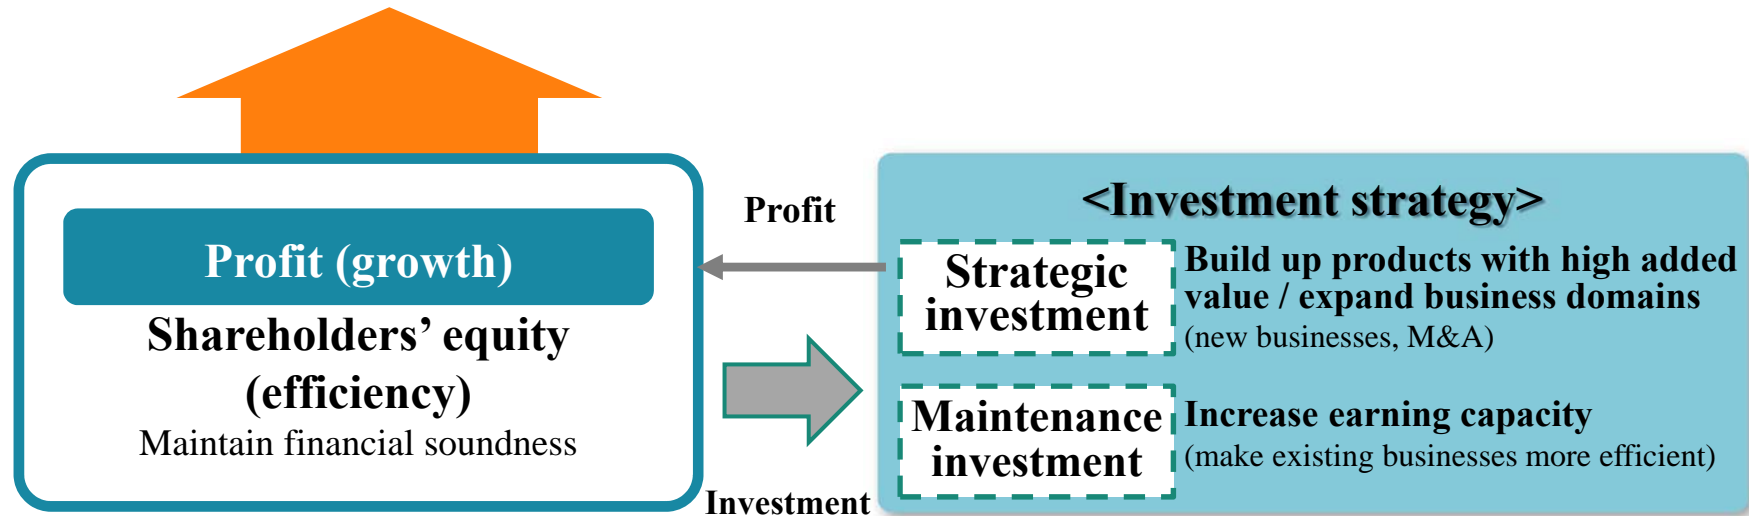 Profit (growth)
Shareholders’ equity
(efficiency)
Maintain financial soundness
Profit
Investment
<Investment strategy>
Strategic
investment
Build up products with high added
value / expand business domains
(new businesses, M&A)
Maintenance
investment
Increase earning capacity
(make existing businesses more efficient)